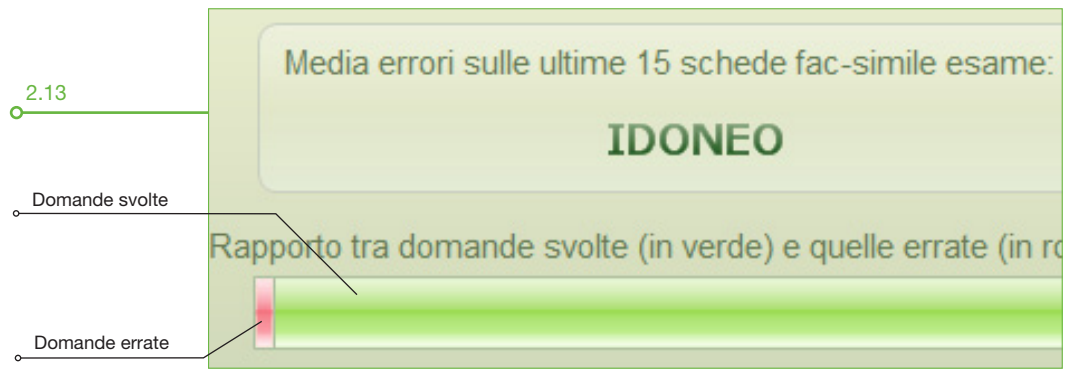 Media errori sulle ultime 15 schede fac-simile esame:
2.13
IDONEO
Domande svolte
Rapporto tra domande svolte (in verde) e quelle errate (in ro
Domande errate